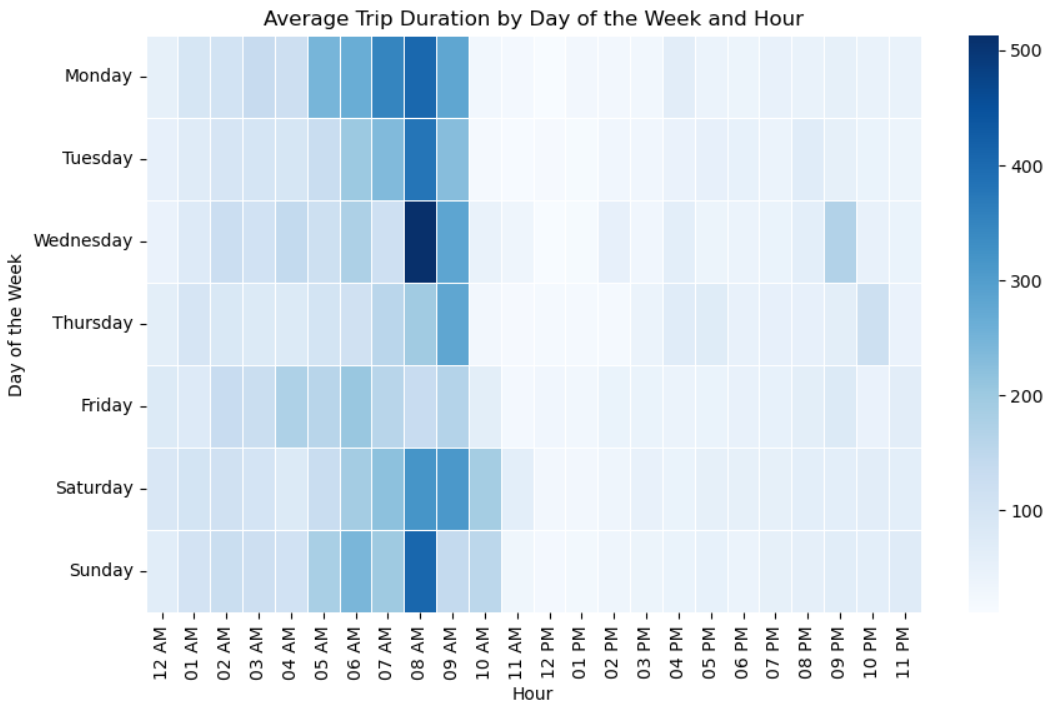 Average Trip Duration by Day of the Week and Hour
Day of the Week
Monday
Tuesday
Wednesday
Thursday
Friday
Saturday
Sunday
12 AM
01 AM
02 AM
03 AM
04 AM
05 AM
06 AM
07 AM
08 AM
09 AM
10 AM
11 AM
12 PM
01 PM
02 PM
03 PM
04 PM
05 PM
06 PM
07 PM
08 PM
09 PM
10 PM
11 PM
Hour
500
400
300
200
100